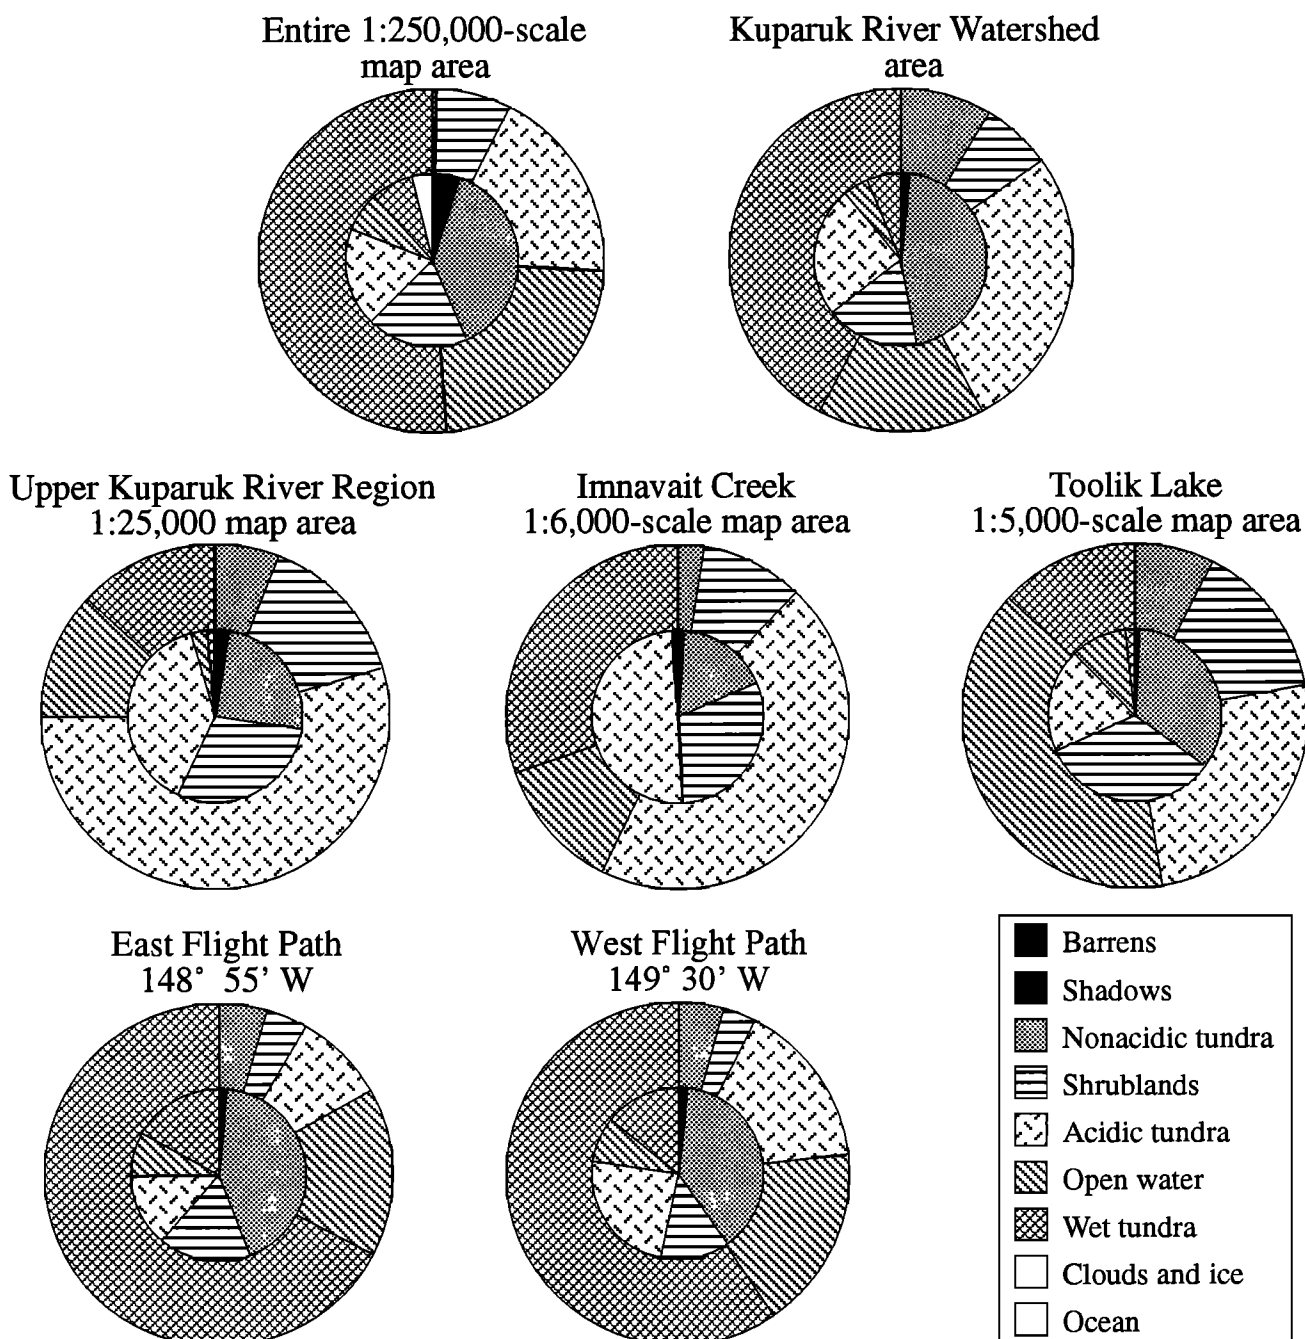 Entire 1:250,000-scale
map area
Kuparuk River Watershed
area
Upper Kuparuk River Region
1:25,000 map area
Imnavait Creek
1:6,000-scale map area
Toolik Lake
1:5,000-scale map area
East Flight Path
148° 55’ W
West Flight Path
149° 30’ W
Barrens
Shadows
Nonacidic tundra
Shrublands
Acidic tundra
Open water
Wet tundra
Clouds and ice
Ocean